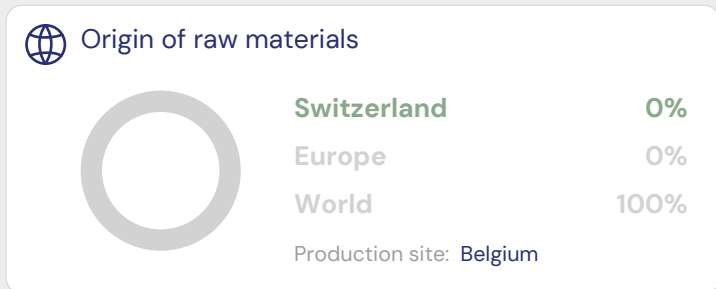 Origin of raw materials
Switzerland 0%
Europe 0%
World 100%
Production site: Belgium